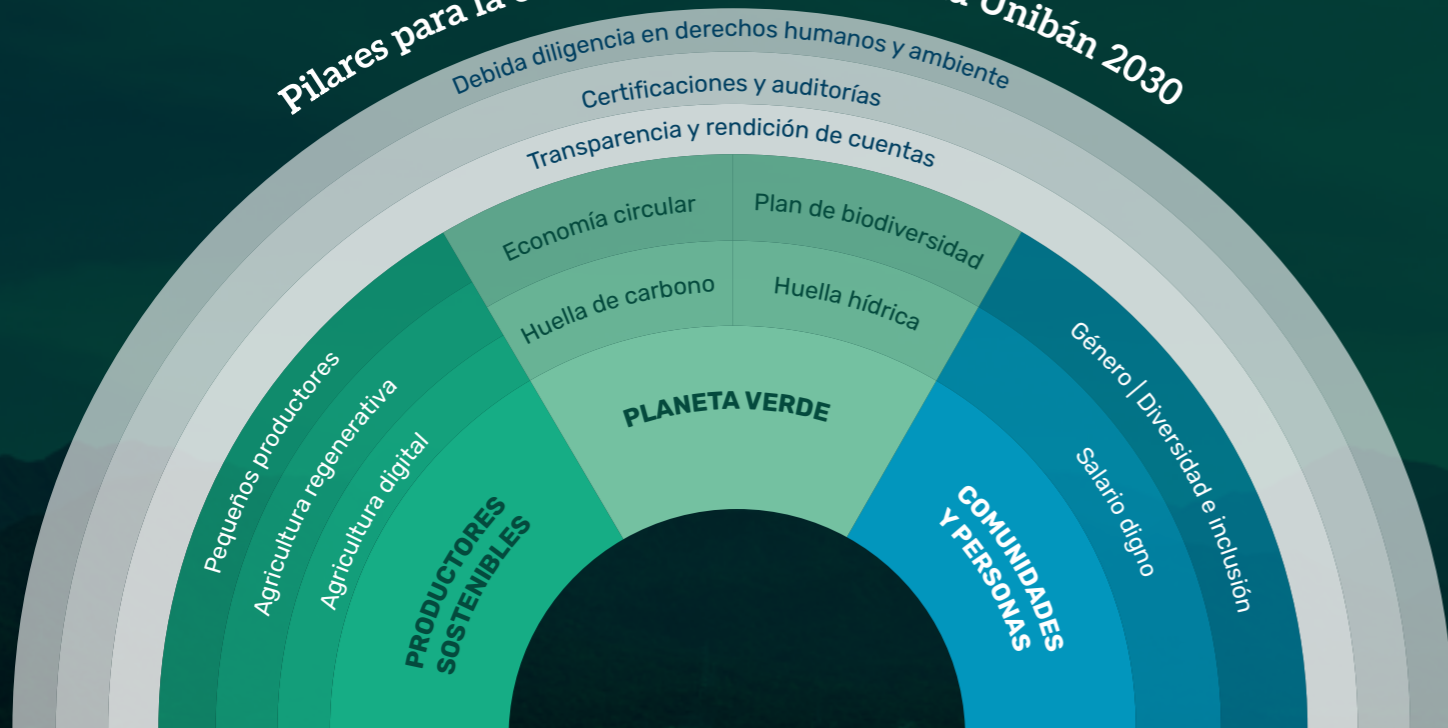 Pilares para la
Unibán 2030
Debida diligencia en derechos humanos y ambiente
Certificaciones y auditorías
Transparencia y rendición de cuentas
Economía circular
Plan de biodiversidad
Huella de carbono
Huella hídrica
PLANETA VERDE
Pequeños productores
Agricultura regenerativa
Agricultura digital
PRODUCTORES
SOSTENIBLES
Género | Diversidad e inclusión
Salario digno
COMUNIDADES
Y PERSONAS